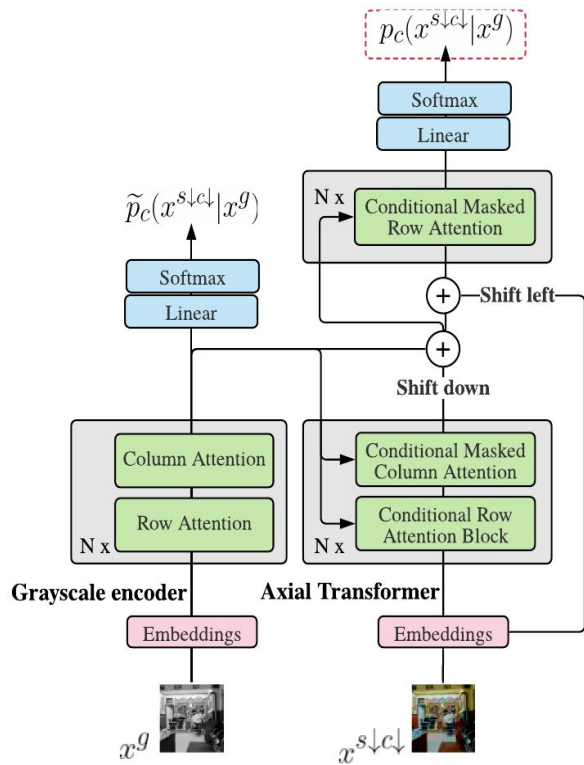 p_c(x^{s↓c↓}|x^g)
Softmax
Linear
N x
Conditional Masked
Row Attention
p̃_c(x^{s↓c↓}|x^g)
Softmax
Linear
+
Shift left
+
Shift down
Column Attention
Row Attention
N x
Conditional Masked
Column Attention
Conditional Row
Attention Block
N x
Grayscale encoder
Axial Transformer
Embeddings
Embeddings
x^g
x^{s↓c↓}